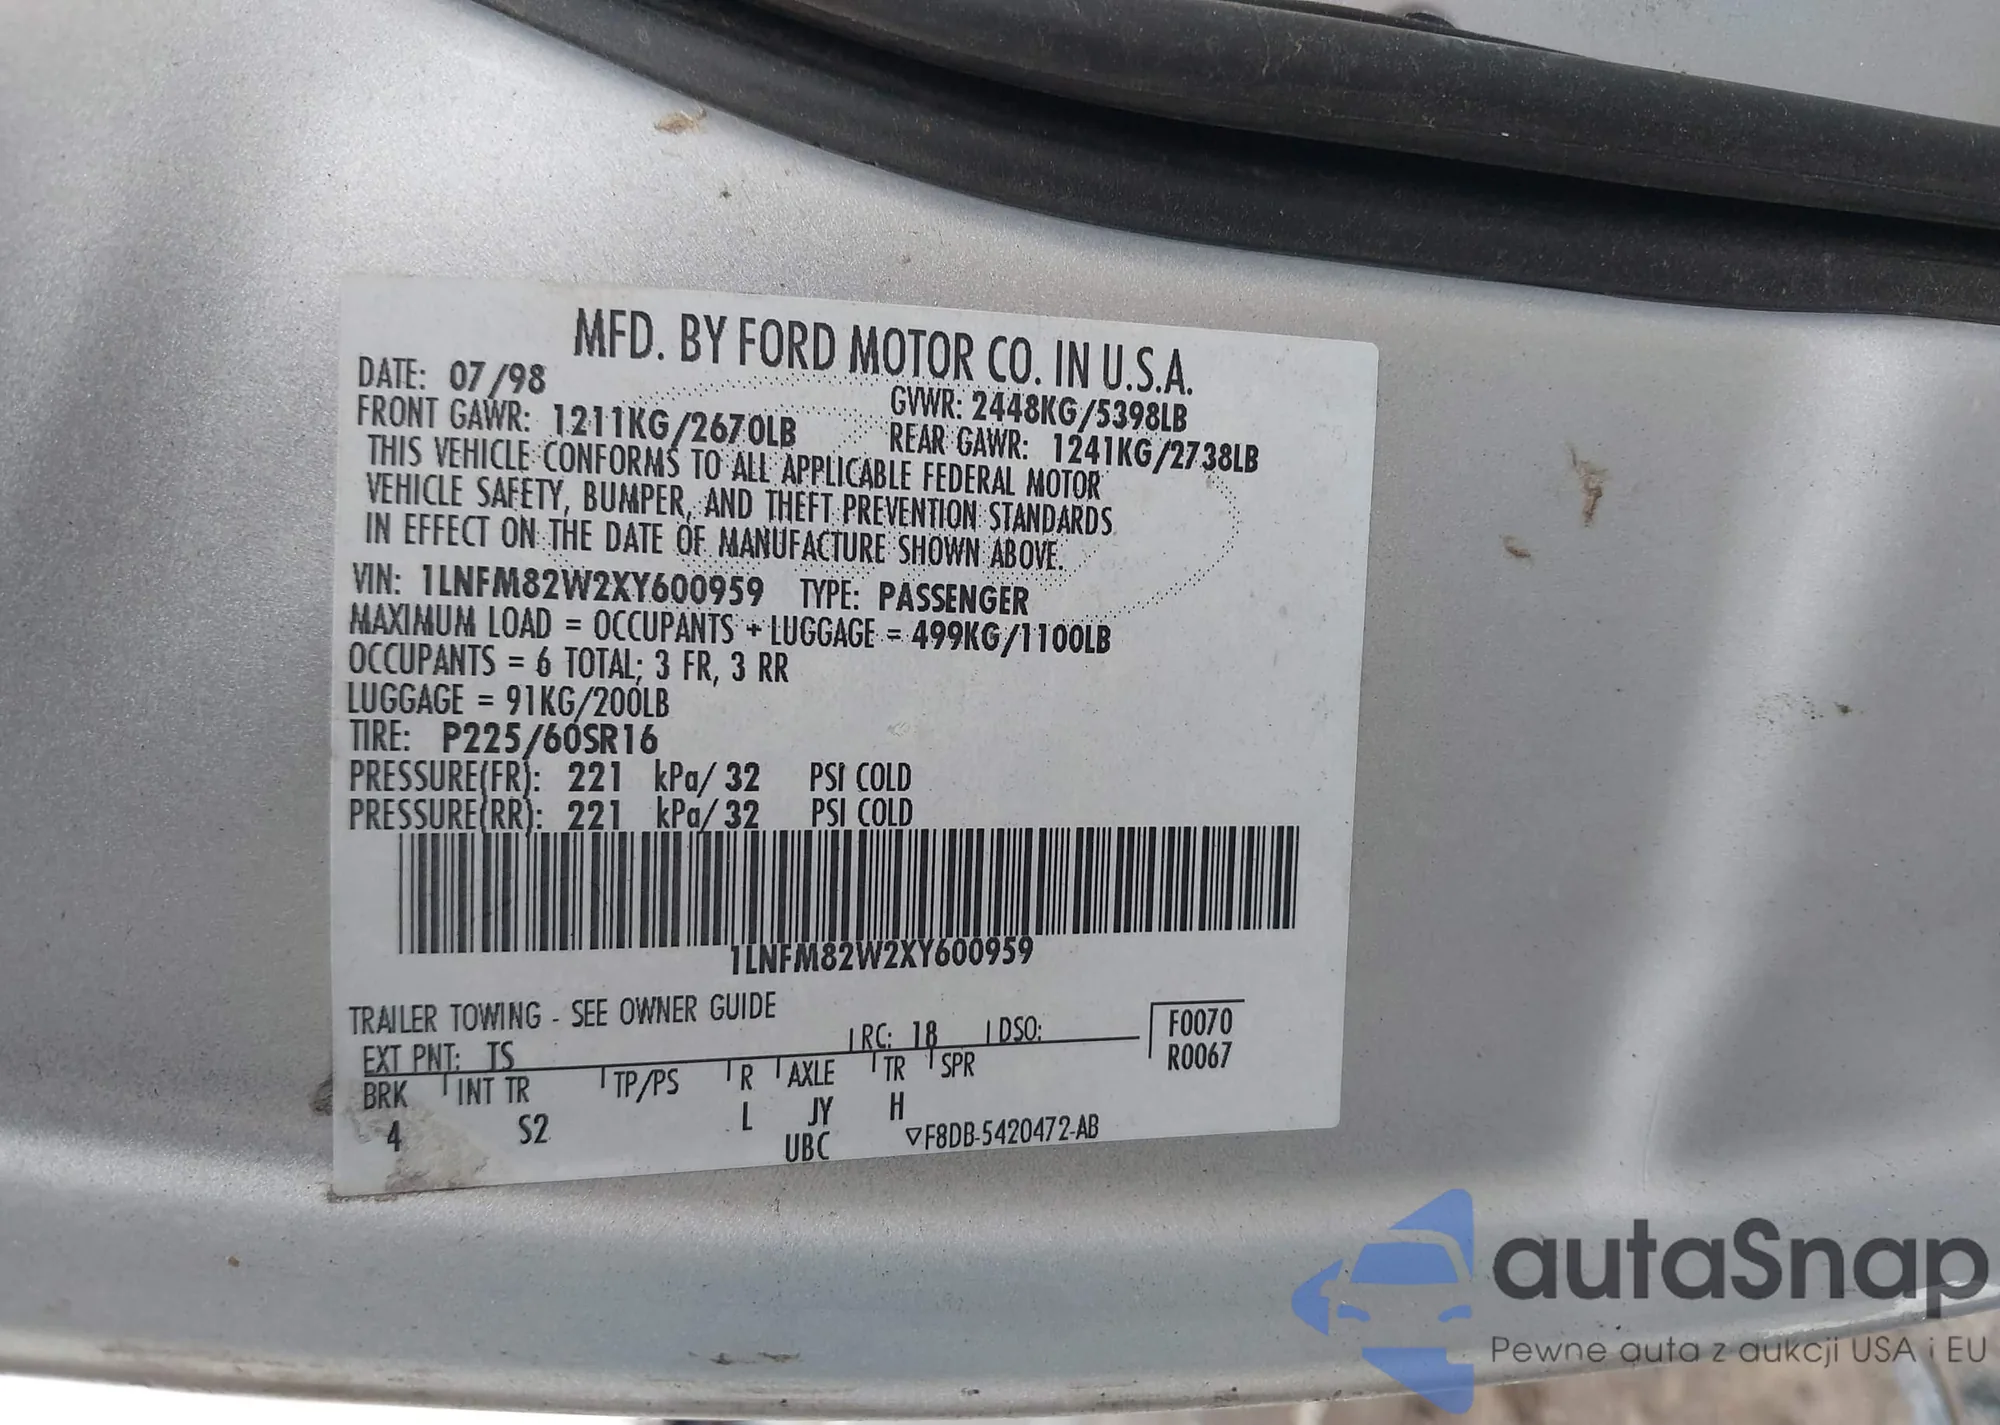 MFD. BY FORD MOTOR CO. IN U.S.A.
DATE: 07/98 GVWR: 2448KG/5398LB
FRONT GAWR: 1211KG/2670LB REAR GAWR: 1241KG/2738LB
THIS VEHICLE CONFORMS TO ALL APPLICABLE FEDERAL MOTOR
VEHICLE SAFETY, BUMPER, AND THEFT PREVENTION STANDARDS
IN EFFECT ON THE DATE OF MANUFACTURE SHOWN ABOVE.
VIN: 1LNFM82W2XY600959 TYPE: PASSENGER
MAXIMUM LOAD = OCCUPANTS + LUGGAGE = 499KG/1100LB
OCCUPANTS = 6 TOTAL; 3 FR, 3 RR
LUGGAGE = 91KG/200LB
TIRE: P225/60SR16
PRESSURE(FR): 221 kPa/ 32 PSI COLD
PRESSURE(RR): 221 kPa/ 32 PSI COLD
1LNFM82W2XY600959
TRAILER TOWING - SEE OWNER GUIDE
EXT PNT: TS RC: 18 DSO: F0070
R0067
BRK INT TR TP/PS R AXLE TR SPR
4 S2 L JY H
UBC ▽F8DB-5420472-AB
autaSnap
Pewne auta z aukcji USA i EU